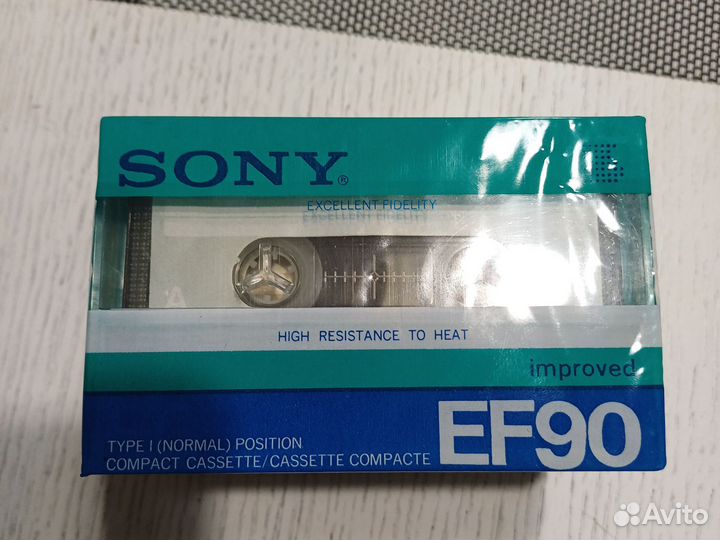 SONY®
EXCELLENT FIDELITY
A
HIGH RESISTANCE TO HEAT
improved
TYPE I (NORMAL) POSITION
COMPACT CASSETTE/CASSETTE COMPACTE
EF90
Avito